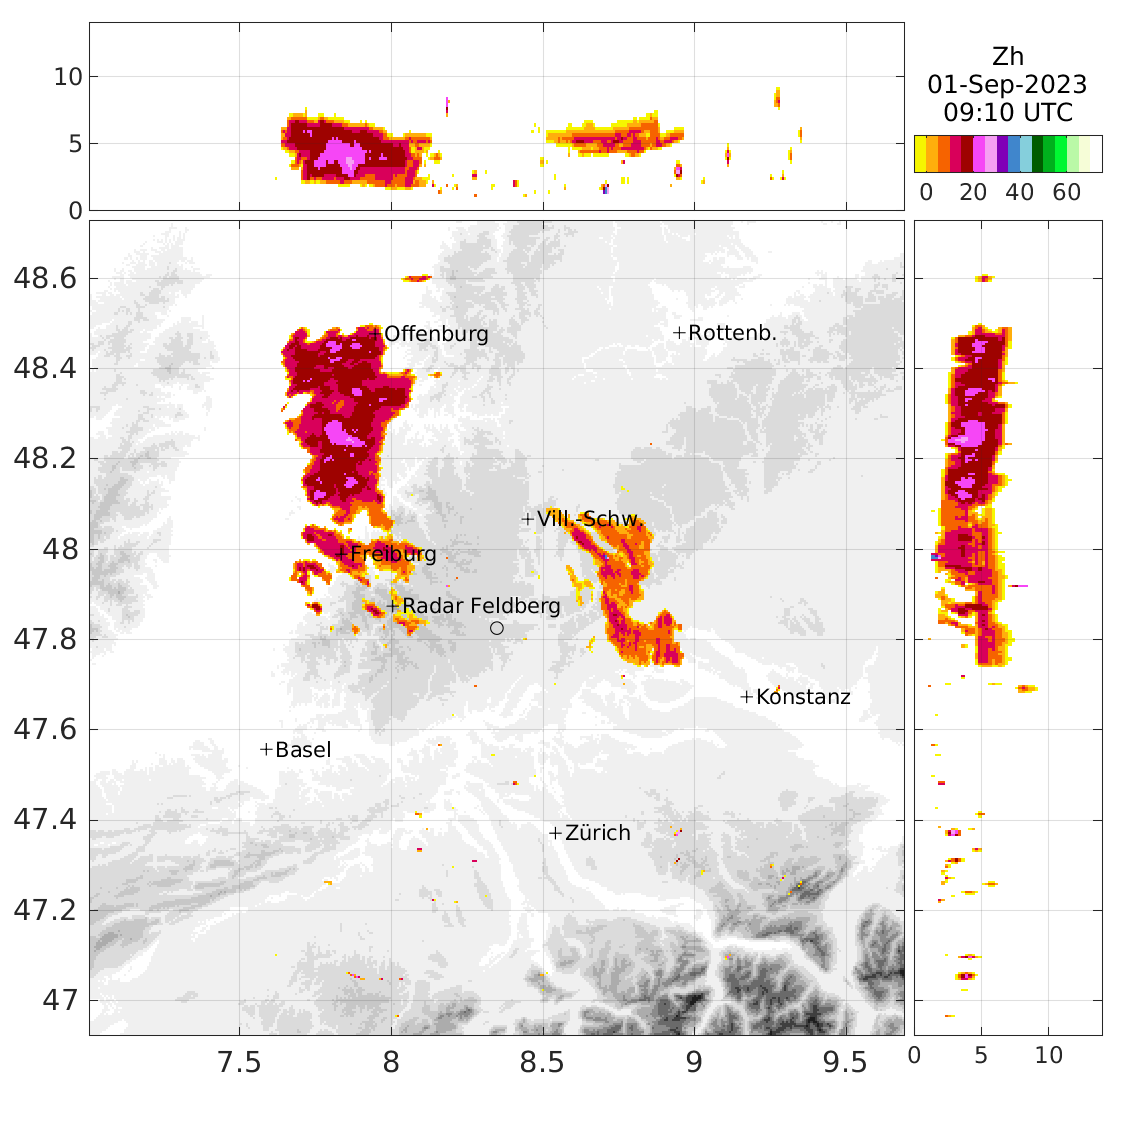 10
5
0
Zh
01-Sep-2023
09:10 UTC
0 20 40 60
48.6
+Offenburg
+Rottenb.
48.4
48.2
+Vill.-Schw.
48
+Freiburg
+Radar Feldberg
47.8
+Konstanz
47.6
+Basel
47.4
+Zürich
47.2
47
7.5 8 8.5 9 9.5
0 5 10